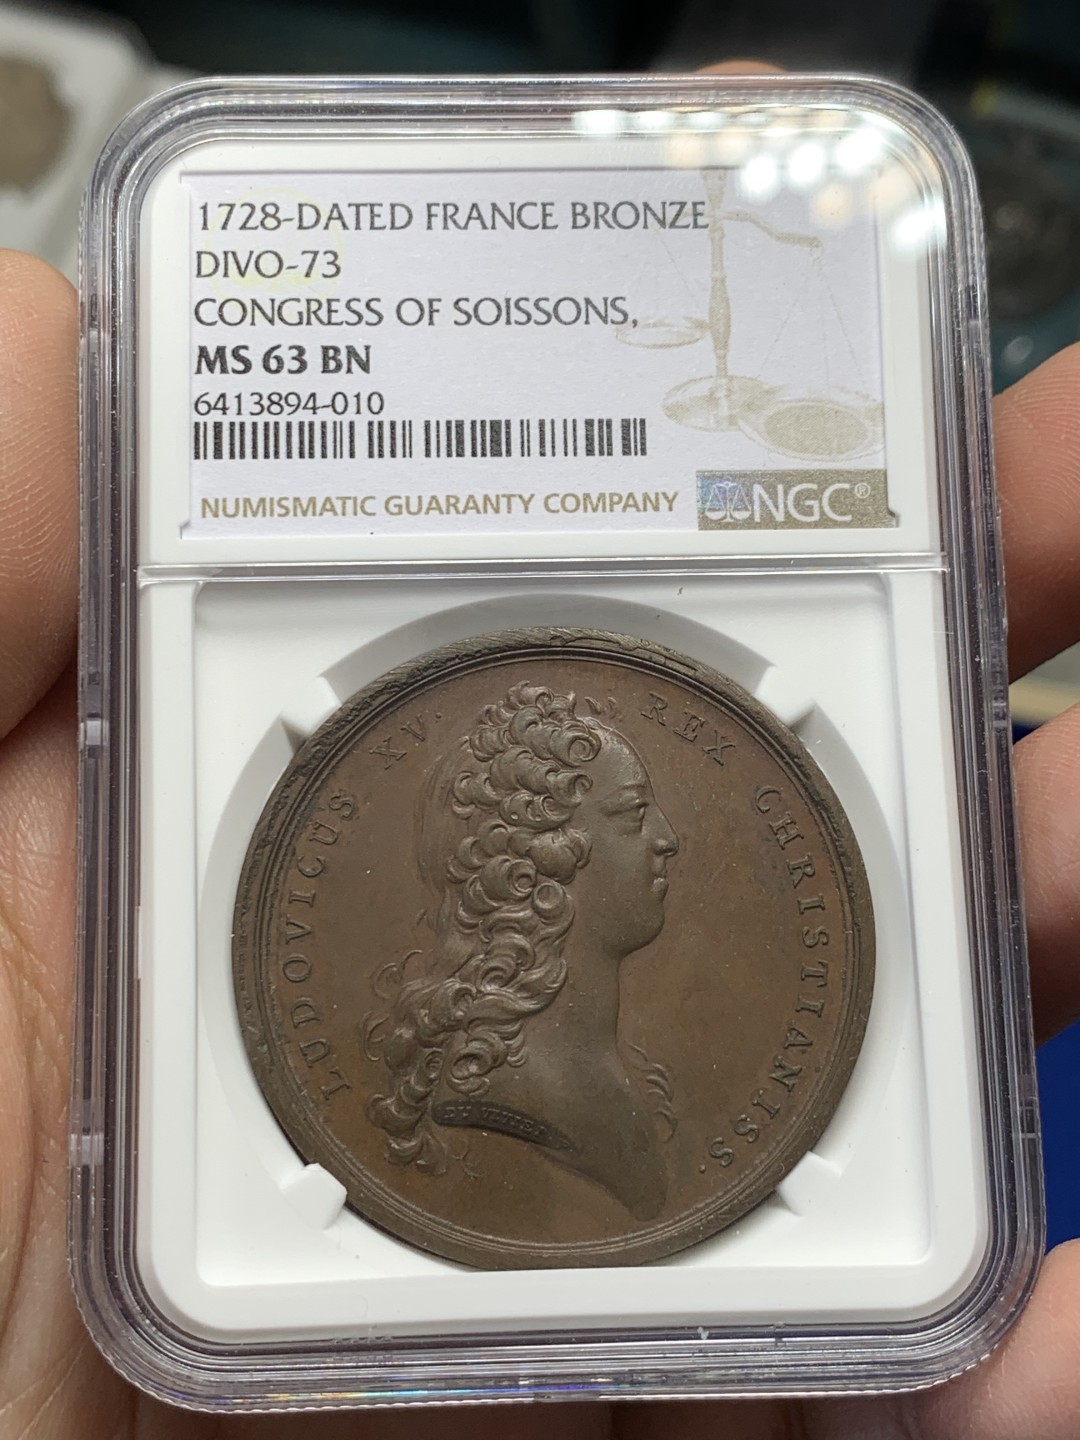 1728-DATED FRANCE BRONZE
DIVO-73
CONGRESS OF SOISSONS,
MS 63 BN
6413894-010
NUMISMATIC GUARANTY COMPANY
NGC®
LUDOVICUS XV. REX CHRISTIANISS.
DU